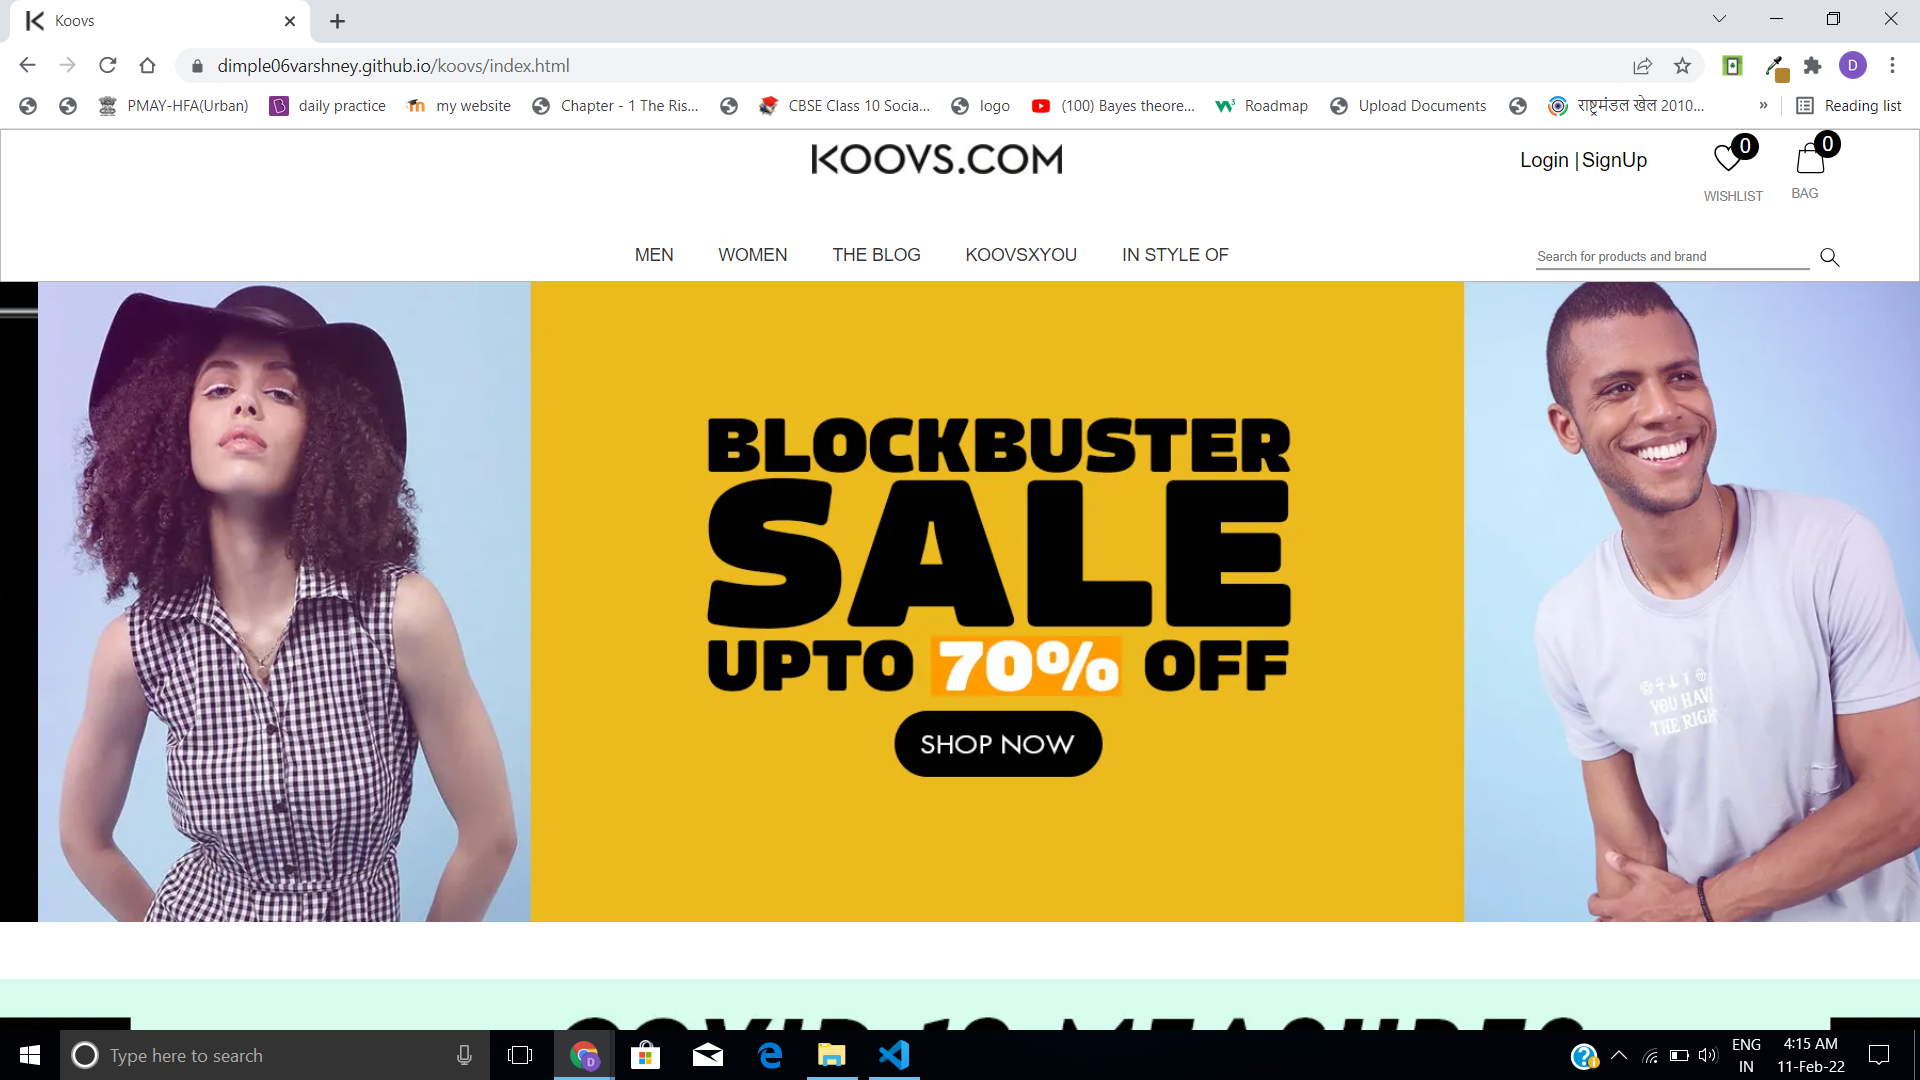 Koovs
dimple06varshney.github.io/koovs/index.html
D
PMAY-HFA(Urban)
daily practice
my website
Chapter - 1 The Ris...
CBSE Class 10 Socia...
logo
(100) Bayes theore...
Roadmap
Upload Documents
राष्ट्रमंडल खेल 2010...
»
Reading list
KOOVS.COM
Login | SignUp
0
WISHLIST
0
BAG
MEN
WOMEN
THE BLOG
KOOVSXYOU
IN STYLE OF
Search for products and brand
BLOCKBUSTER
SALE
UPTO 70% OFF
SHOP NOW
YOU HAVE
THE RIGH
COVID-19 MEASURES
Type here to search
D
ENG
IN
4:15 AM
11-Feb-22